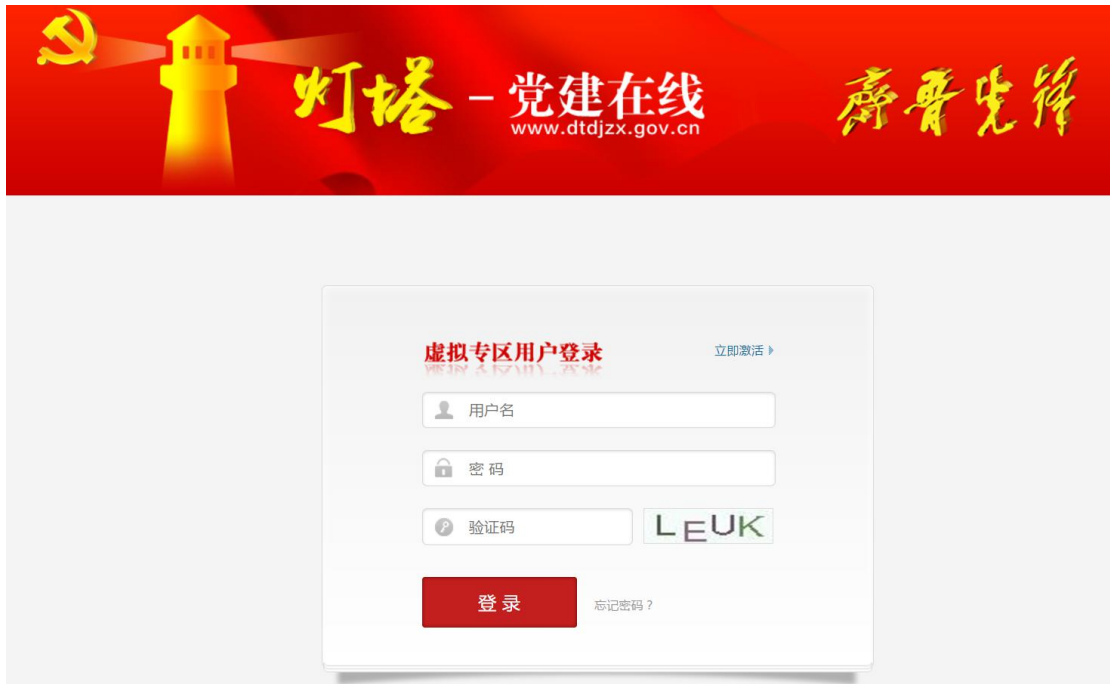 灯塔-党建在线
www.dtdjzx.gov.cn
齊魯先锋
虚拟专区用户登录
立即激活
用户名
密 码
验证码
LEUK
登 录
忘记密码？